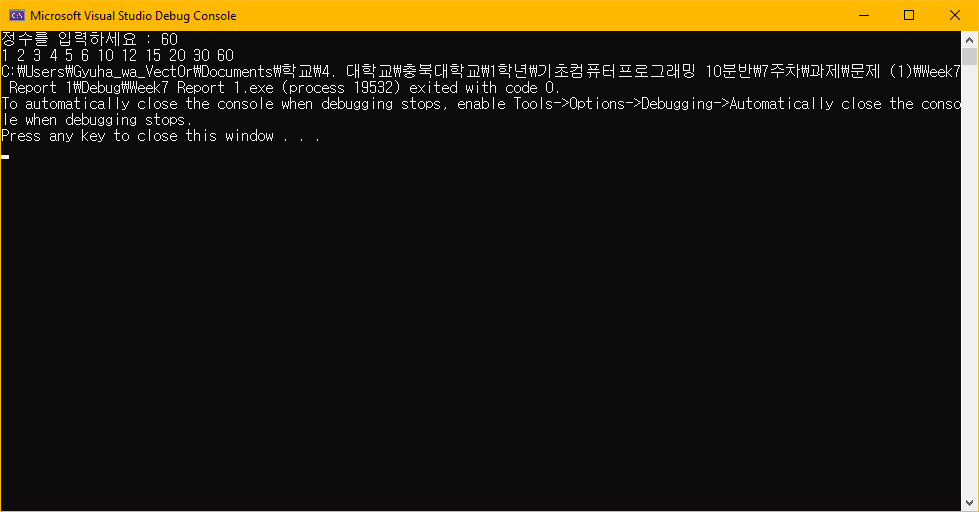 Microsoft Visual Studio Debug Console
정수를 입력하세요 : 60
1 2 3 4 5 6 10 12 15 20 30 60
C:₩Users₩Gyuha_wa_VectOr₩Documents₩학교₩4. 대학교₩충북대학교₩1학년₩기초컴퓨터프로그래밍 10분반₩7주차₩과제₩문제 (1)₩Week7
 Report 1₩Debug₩Week7 Report 1.exe (process 19532) exited with code 0.
To automatically close the console when debugging stops, enable Tools->Options->Debugging->Automatically close the conso
le when debugging stops.
Press any key to close this window . . .